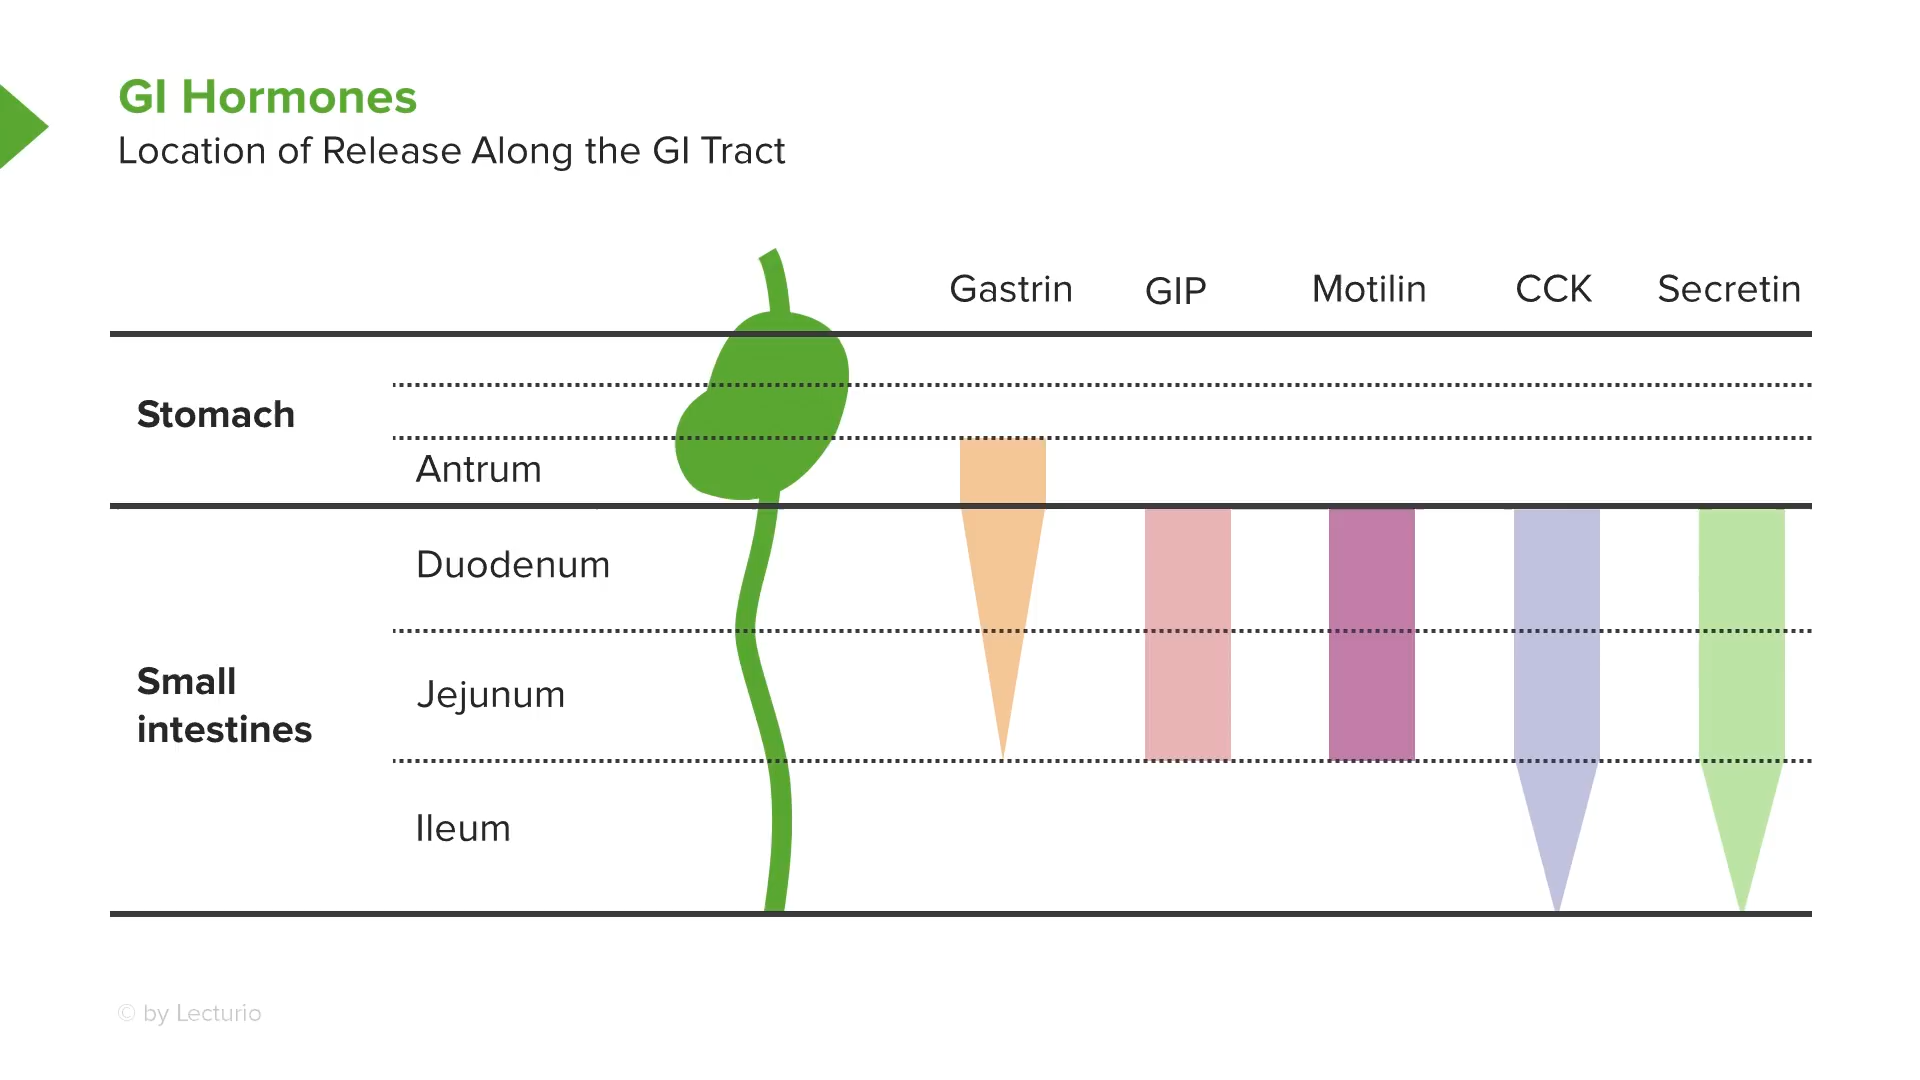 GI Hormones
Location of Release Along the GI Tract
Gastrin GIP Motilin CCK Secretin
Stomach
Antrum
Duodenum
Small
intestines
Jejunum
Ileum
© by Lecturio